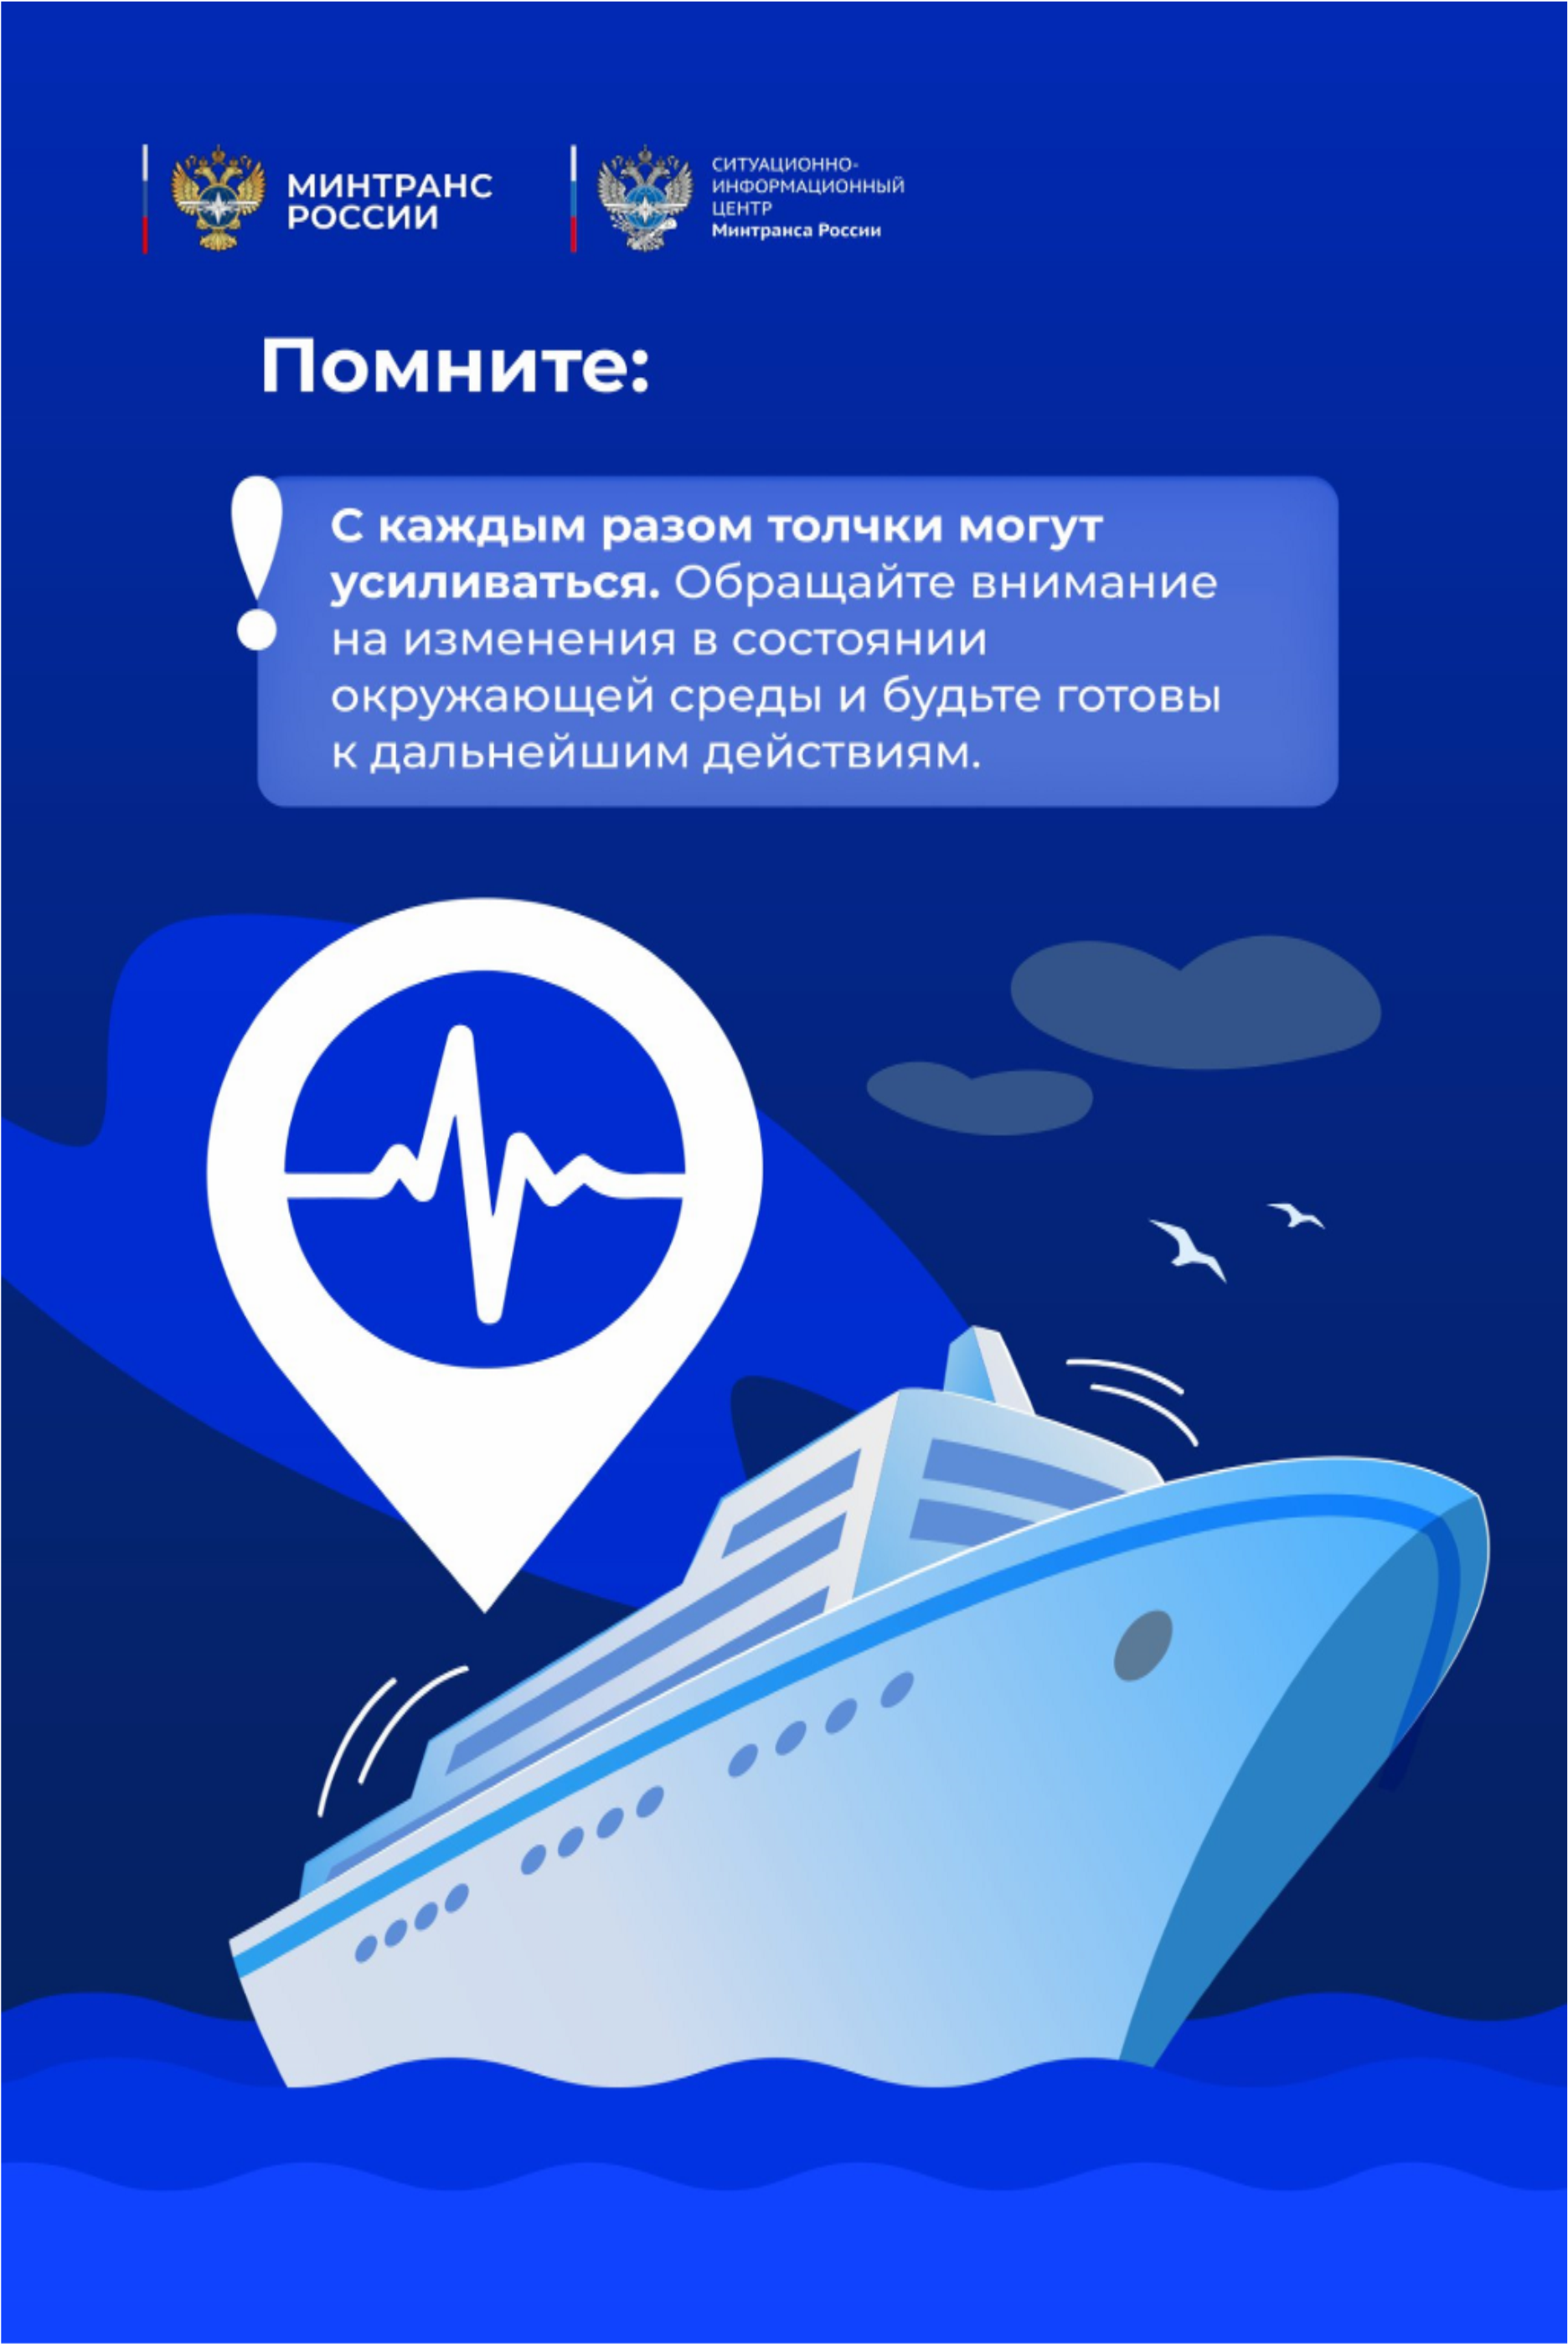 МИНТРАНС
РОССИИ
СИТУАЦИОННО-
ИНФОРМАЦИОННЫЙ
ЦЕНТР
Минтранса России
Помните:
С каждым разом толчки могут
усиливаться. Обращайте внимание
на изменения в состоянии
окружающей среды и будьте готовы
к дальнейшим действиям.